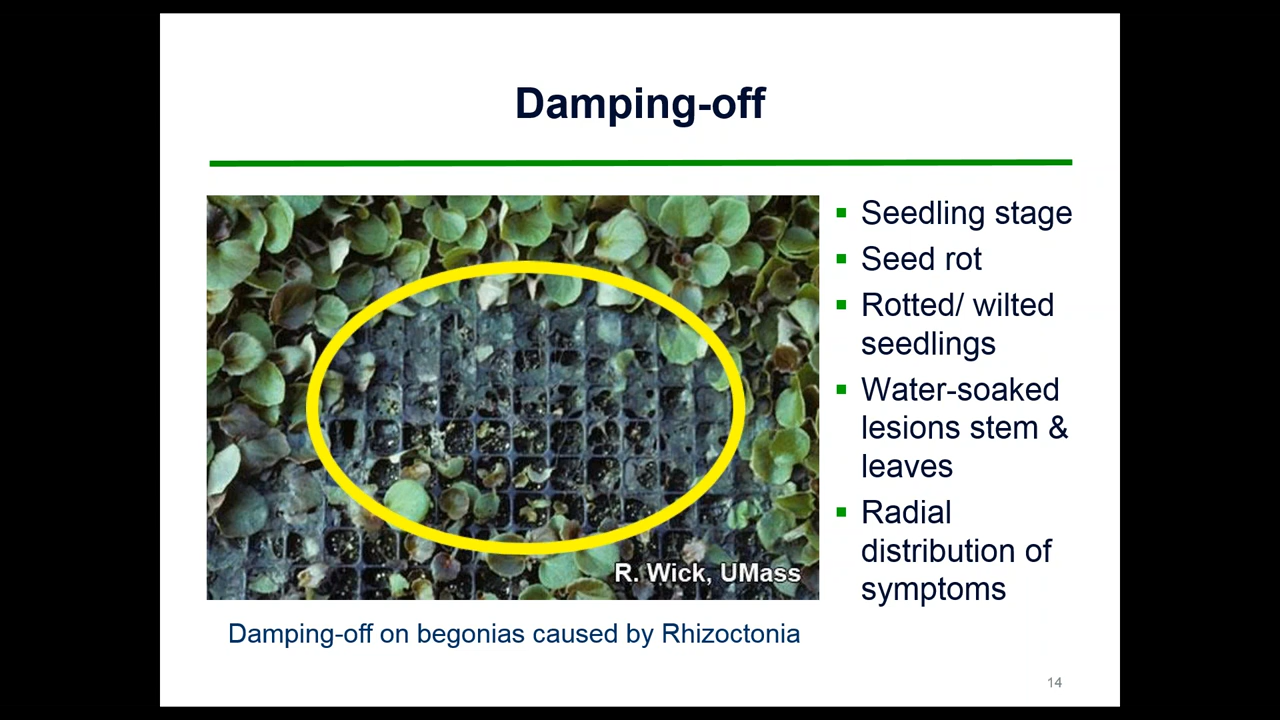 Damping-off
Seedling stage
Seed rot
Rotted/ wilted
seedlings
Water-soaked
lesions stem &
leaves
Radial
distribution of
symptoms
R. Wick, UMass
Damping-off on begonias caused by Rhizoctonia
14